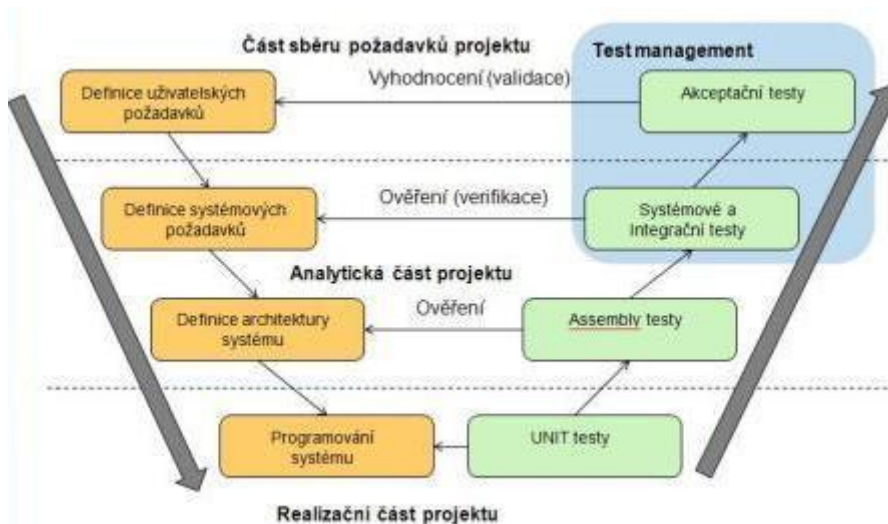 Část sběru požadavků projektu
Test management
Vyhodnocení (validace)
Definice uživatelských
požadavků
Akceptační testy
Ověření (verifikace)
Definice systémových
požadavků
Systémové a
Integrační testy
Analytická část projektu
Ověření
Definice architektury
systému
Assembly testy
Programování
systému
UNIT testy
Realizační část projektu